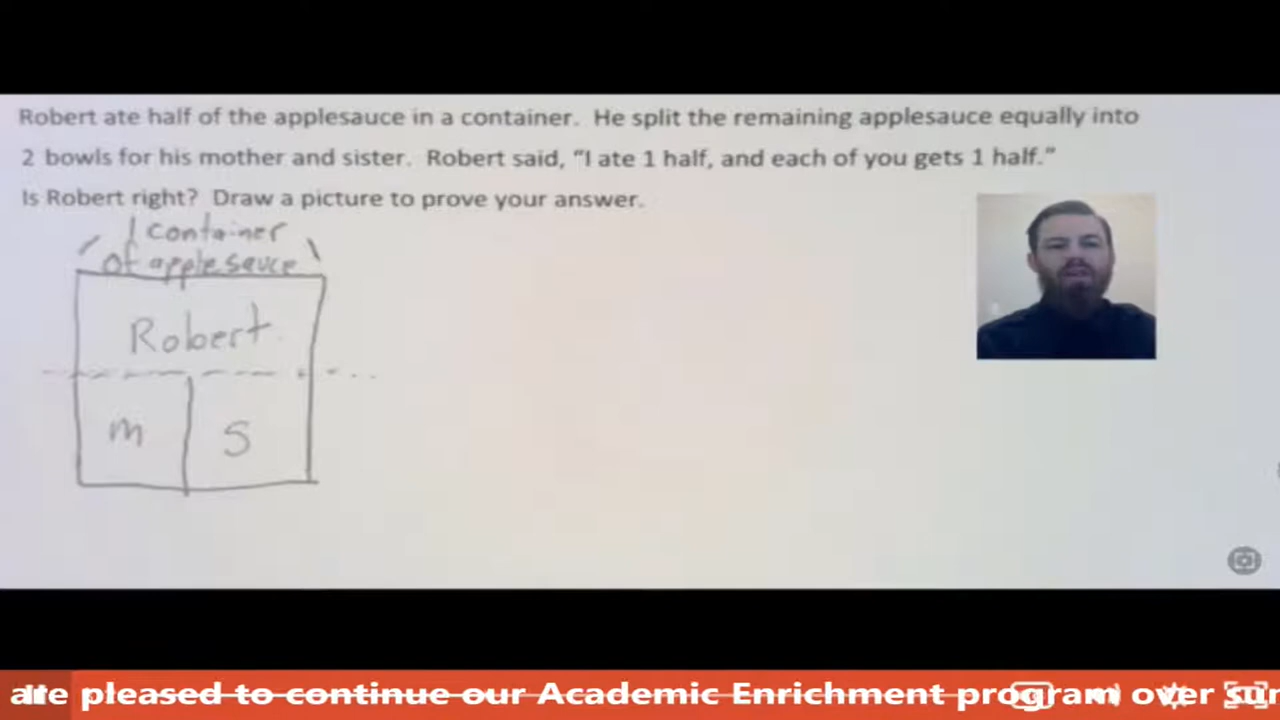 Robert ate half of the applesauce in a container. He split the remaining applesauce equally into
2 bowls for his mother and sister. Robert said, “I ate 1 half, and each of you gets 1 half.”
Is Robert right? Draw a picture to prove your answer.
1 container
of applesauce
Robert
m
S
are pleased to continue our Academic Enrichment program over